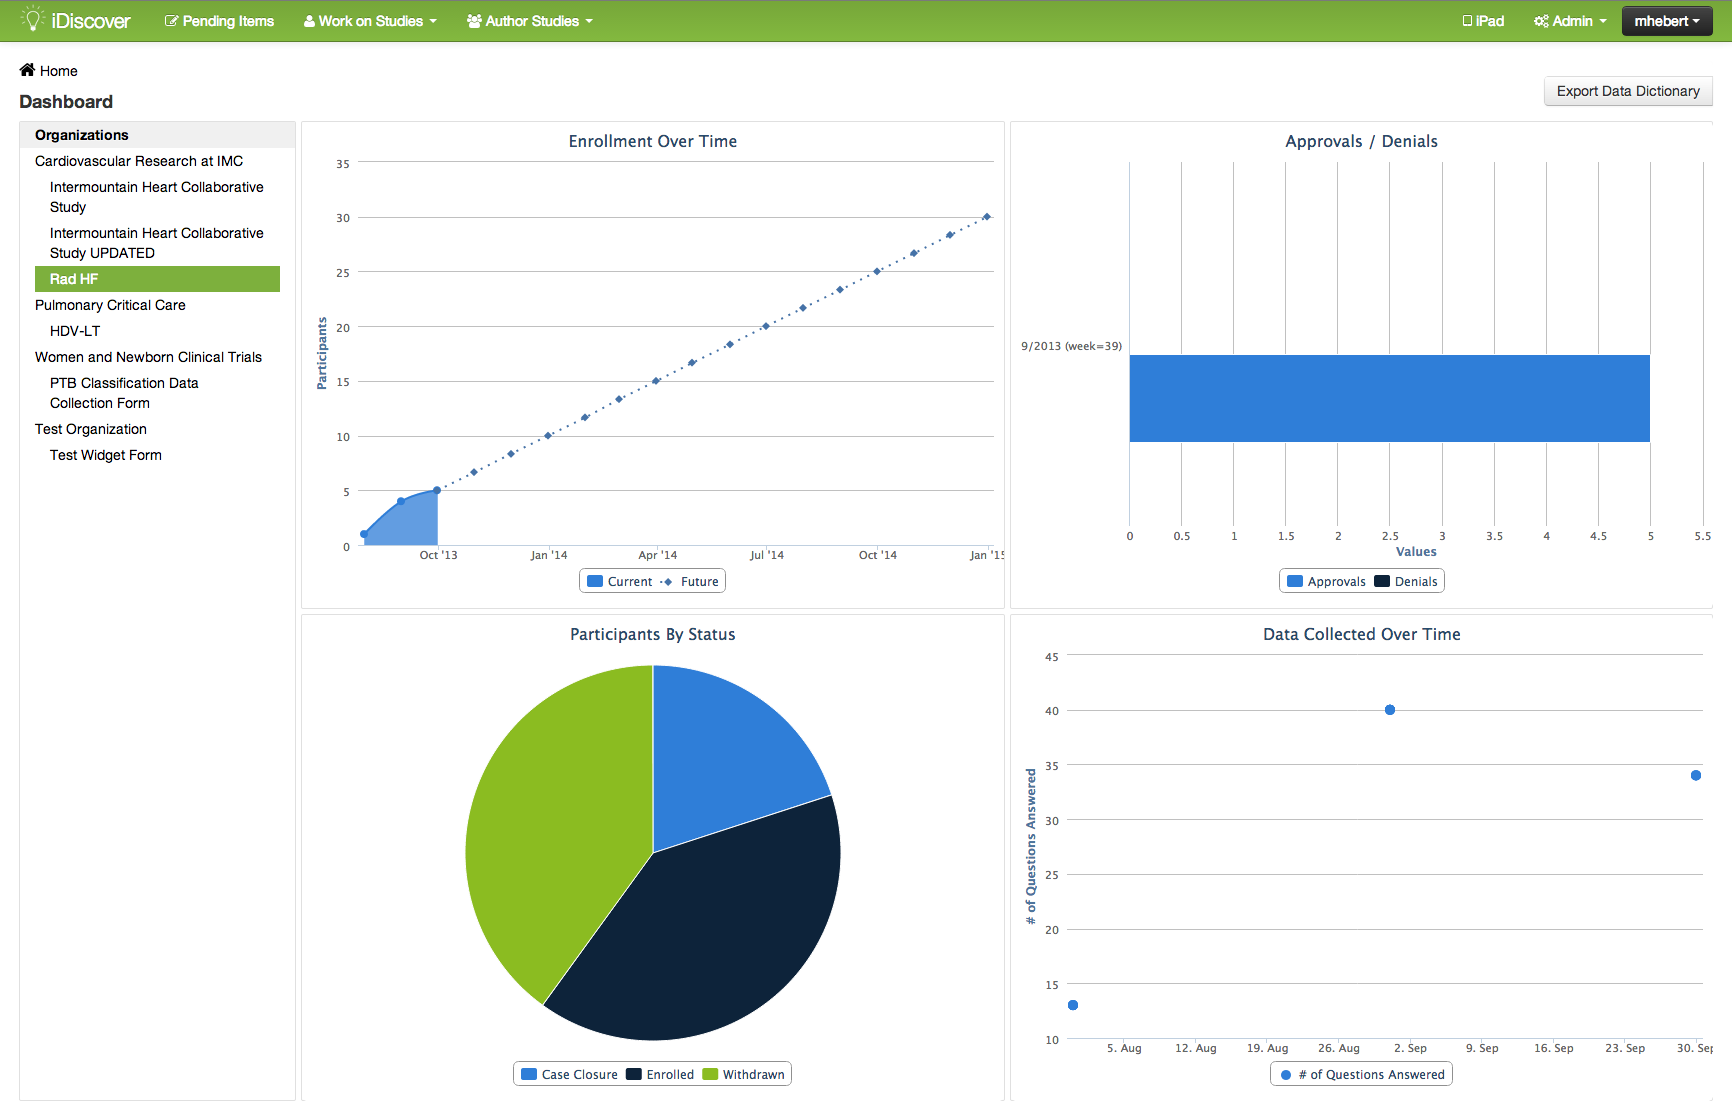 iDiscover Pending Items Work on Studies Author Studies iPad Admin mhebert
Home
Dashboard
Export Data Dictionary
Organizations
Cardiovascular Research at IMC
Intermountain Heart Collaborative
Study
Intermountain Heart Collaborative
Study UPDATED
Rad HF
Pulmonary Critical Care
HDV-LT
Women and Newborn Clinical Trials
PTB Classification Data
Collection Form
Test Organization
Test Widget Form
Enrollment Over Time
Participants
35
30
25
20
15
10
5
0
Oct '13 Jan '14 Apr '14 Jul '14 Oct '14 Jan '15
Current Future
Approvals / Denials
9/2013 (week=39)
0 0.5 1 1.5 2 2.5 3 3.5 4 4.5 5 5.5
Values
Approvals Denials
Participants By Status
Case Closure Enrolled Withdrawn
Data Collected Over Time
# of Questions Answered
45
40
35
30
25
20
15
10
5. Aug 12. Aug 19. Aug 26. Aug 2. Sep 9. Sep 16. Sep 23. Sep 30. Sep
# of Questions Answered